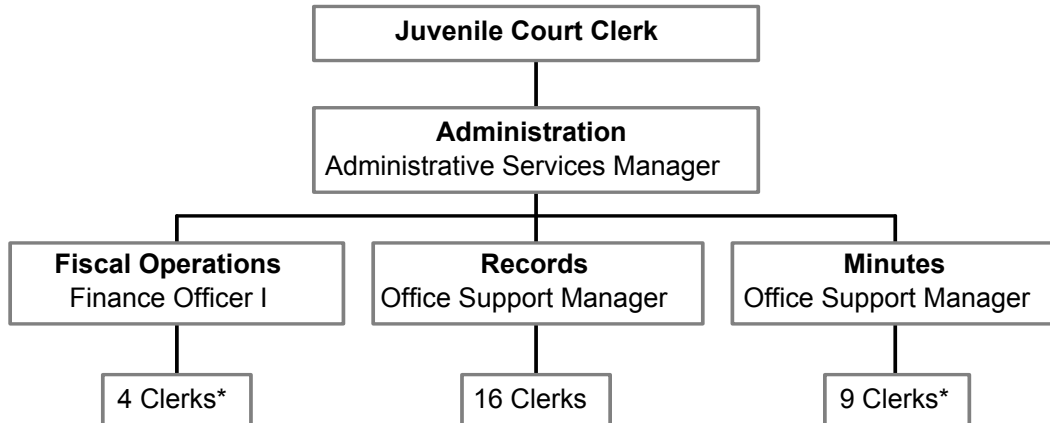 Juvenile Court Clerk
Administration
Administrative Services Manager
Fiscal Operations
Finance Officer I
Records
Office Support Manager
Minutes
Office Support Manager
4 Clerks*
16 Clerks
9 Clerks*